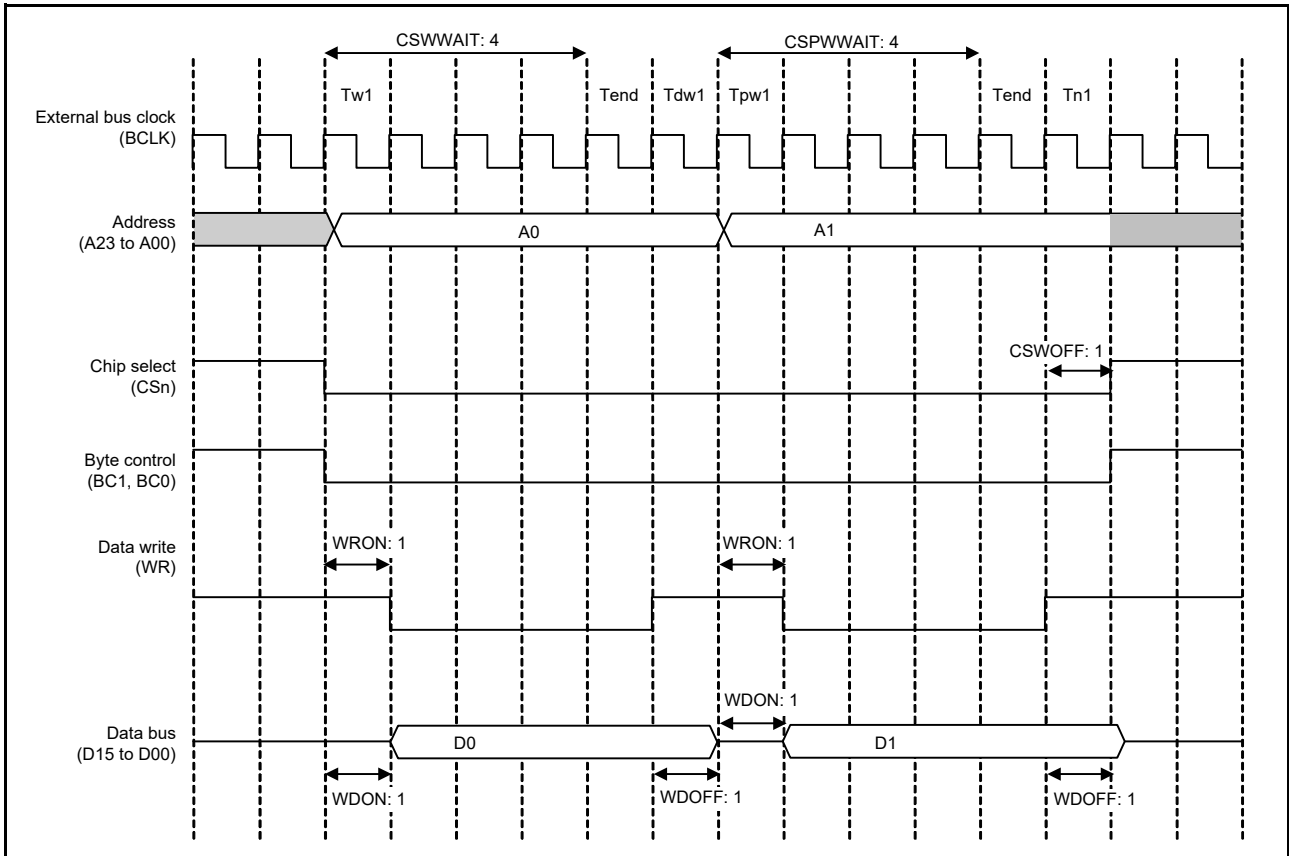 CSWWAIT: 4
CSPWWAIT: 4
Tw1
Tend
Tdw1
Tpw1
Tend
Tn1
External bus clock
(BCLK)
Address
(A23 to A00)
A0
A1
CSWOFF: 1
Chip select
(CSn)
Byte control
(BC1, BC0)
Data write
(WR)
WRON: 1
WRON: 1
WDON: 1
Data bus
(D15 to D00)
D0
D1
WDON: 1
WDOFF: 1
WDOFF: 1